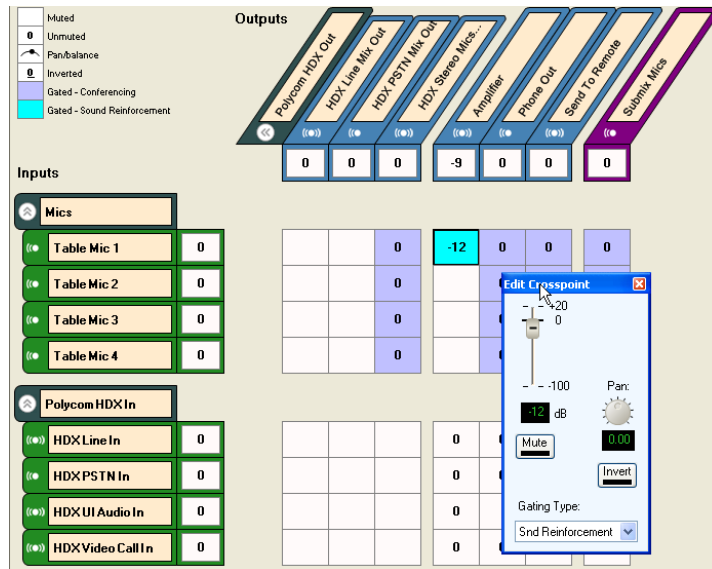 Muted
0 Unmuted
Pan/balance
0 Inverted
Gated - Conferencing
Gated - Sound Reinforcement
Outputs
Polycom HDX Out
HDX Line Mix Out
HDX PSTN Mix Out
HDX Stereo Mics...
Amplifier
Phone Out
Send To Remote
Submix Mics
0 0 0 -9 0 0 0
Inputs
Mics
Table Mic 1 0 0 -12 0 0 0
Table Mic 2 0 0
Table Mic 3 0 0
Table Mic 4 0 0
Polycom HDX In
HDX Line In 0 0
HDX PSTN In 0 0
HDX UI Audio In 0 0
HDX Video Call In 0 0
Edit Crosspoint
+20
0
-100
Pan:
-12 dB
0.00
Mute
Invert
Gating Type:
Snd Reinforcement